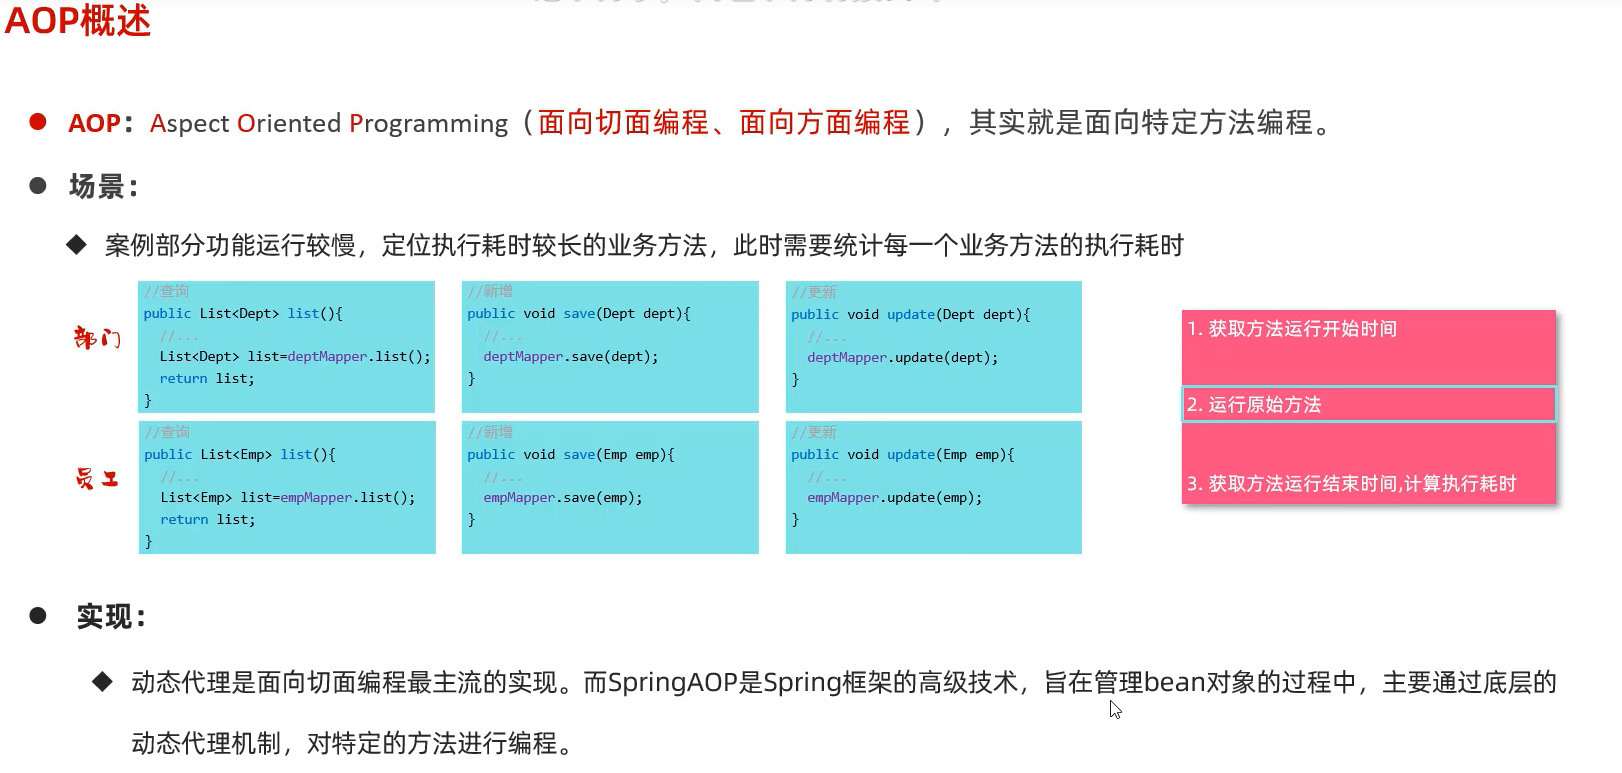 AOP概述
AOP：Aspect Oriented Programming（面向切面编程、面向方面编程），其实就是面向特定方法编程。
场景：
案例部分功能运行较慢，定位执行耗时较长的业务方法，此时需要统计每一个业务方法的执行耗时
部门
//查询
public List<Dept> list(){
//...
List<Dept> list=deptMapper.list();
return list;
}
//新增
public void save(Dept dept){
//...
deptMapper.save(dept);
}
//更新
public void update(Dept dept){
//...
deptMapper.update(dept);
}
员工
//查询
public List<Emp> list(){
//...
List<Emp> list=empMapper.list();
return list;
}
//新增
public void save(Emp emp){
//...
empMapper.save(emp);
}
//更新
public void update(Emp emp){
//...
empMapper.update(emp);
}
1. 获取方法运行开始时间
2. 运行原始方法
3. 获取方法运行结束时间,计算执行耗时
实现：
动态代理是面向切面编程最主流的实现。而SpringAOP是Spring框架的高级技术，旨在管理bean对象的过程中，主要通过底层的
动态代理机制，对特定的方法进行编程。